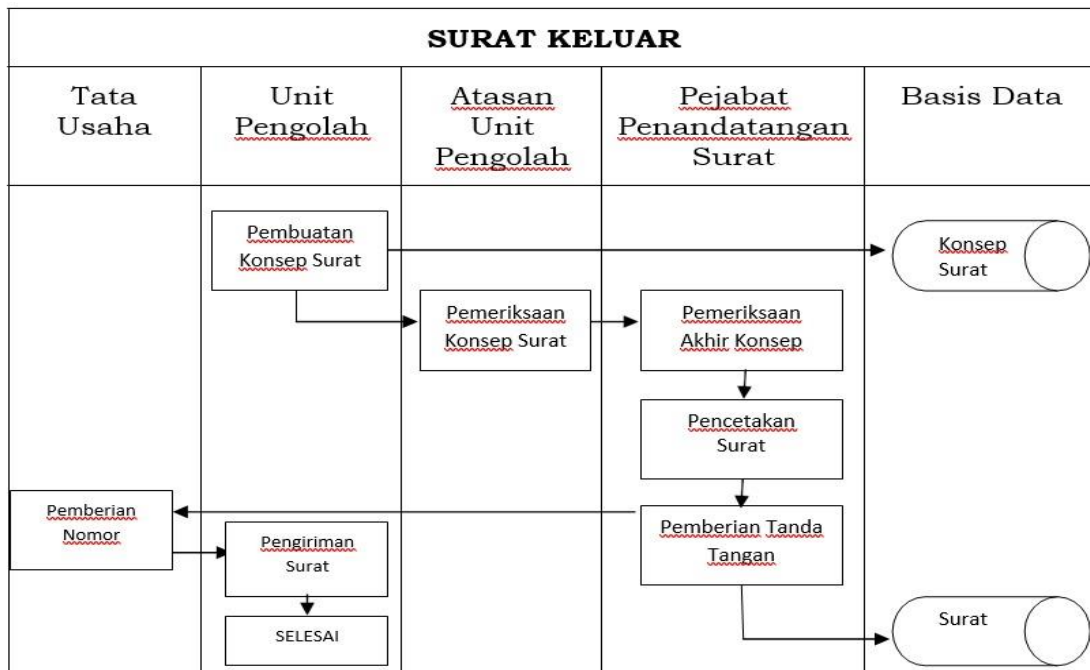 SURAT KELUAR
Tata
Usaha
Unit
Pengolah
Atasan
Unit
Pengolah
Pejabat
Penandatangan
Surat
Basis Data
Pembuatan
Konsep Surat
Konsep
Surat
Pemeriksaan
Konsep Surat
Pemeriksaan
Akhir Konsep
Pencetakan
Surat
Pemberian
Nomor
Pengiriman
Surat
Pemberian Tanda
Tangan
SELESAI
Surat